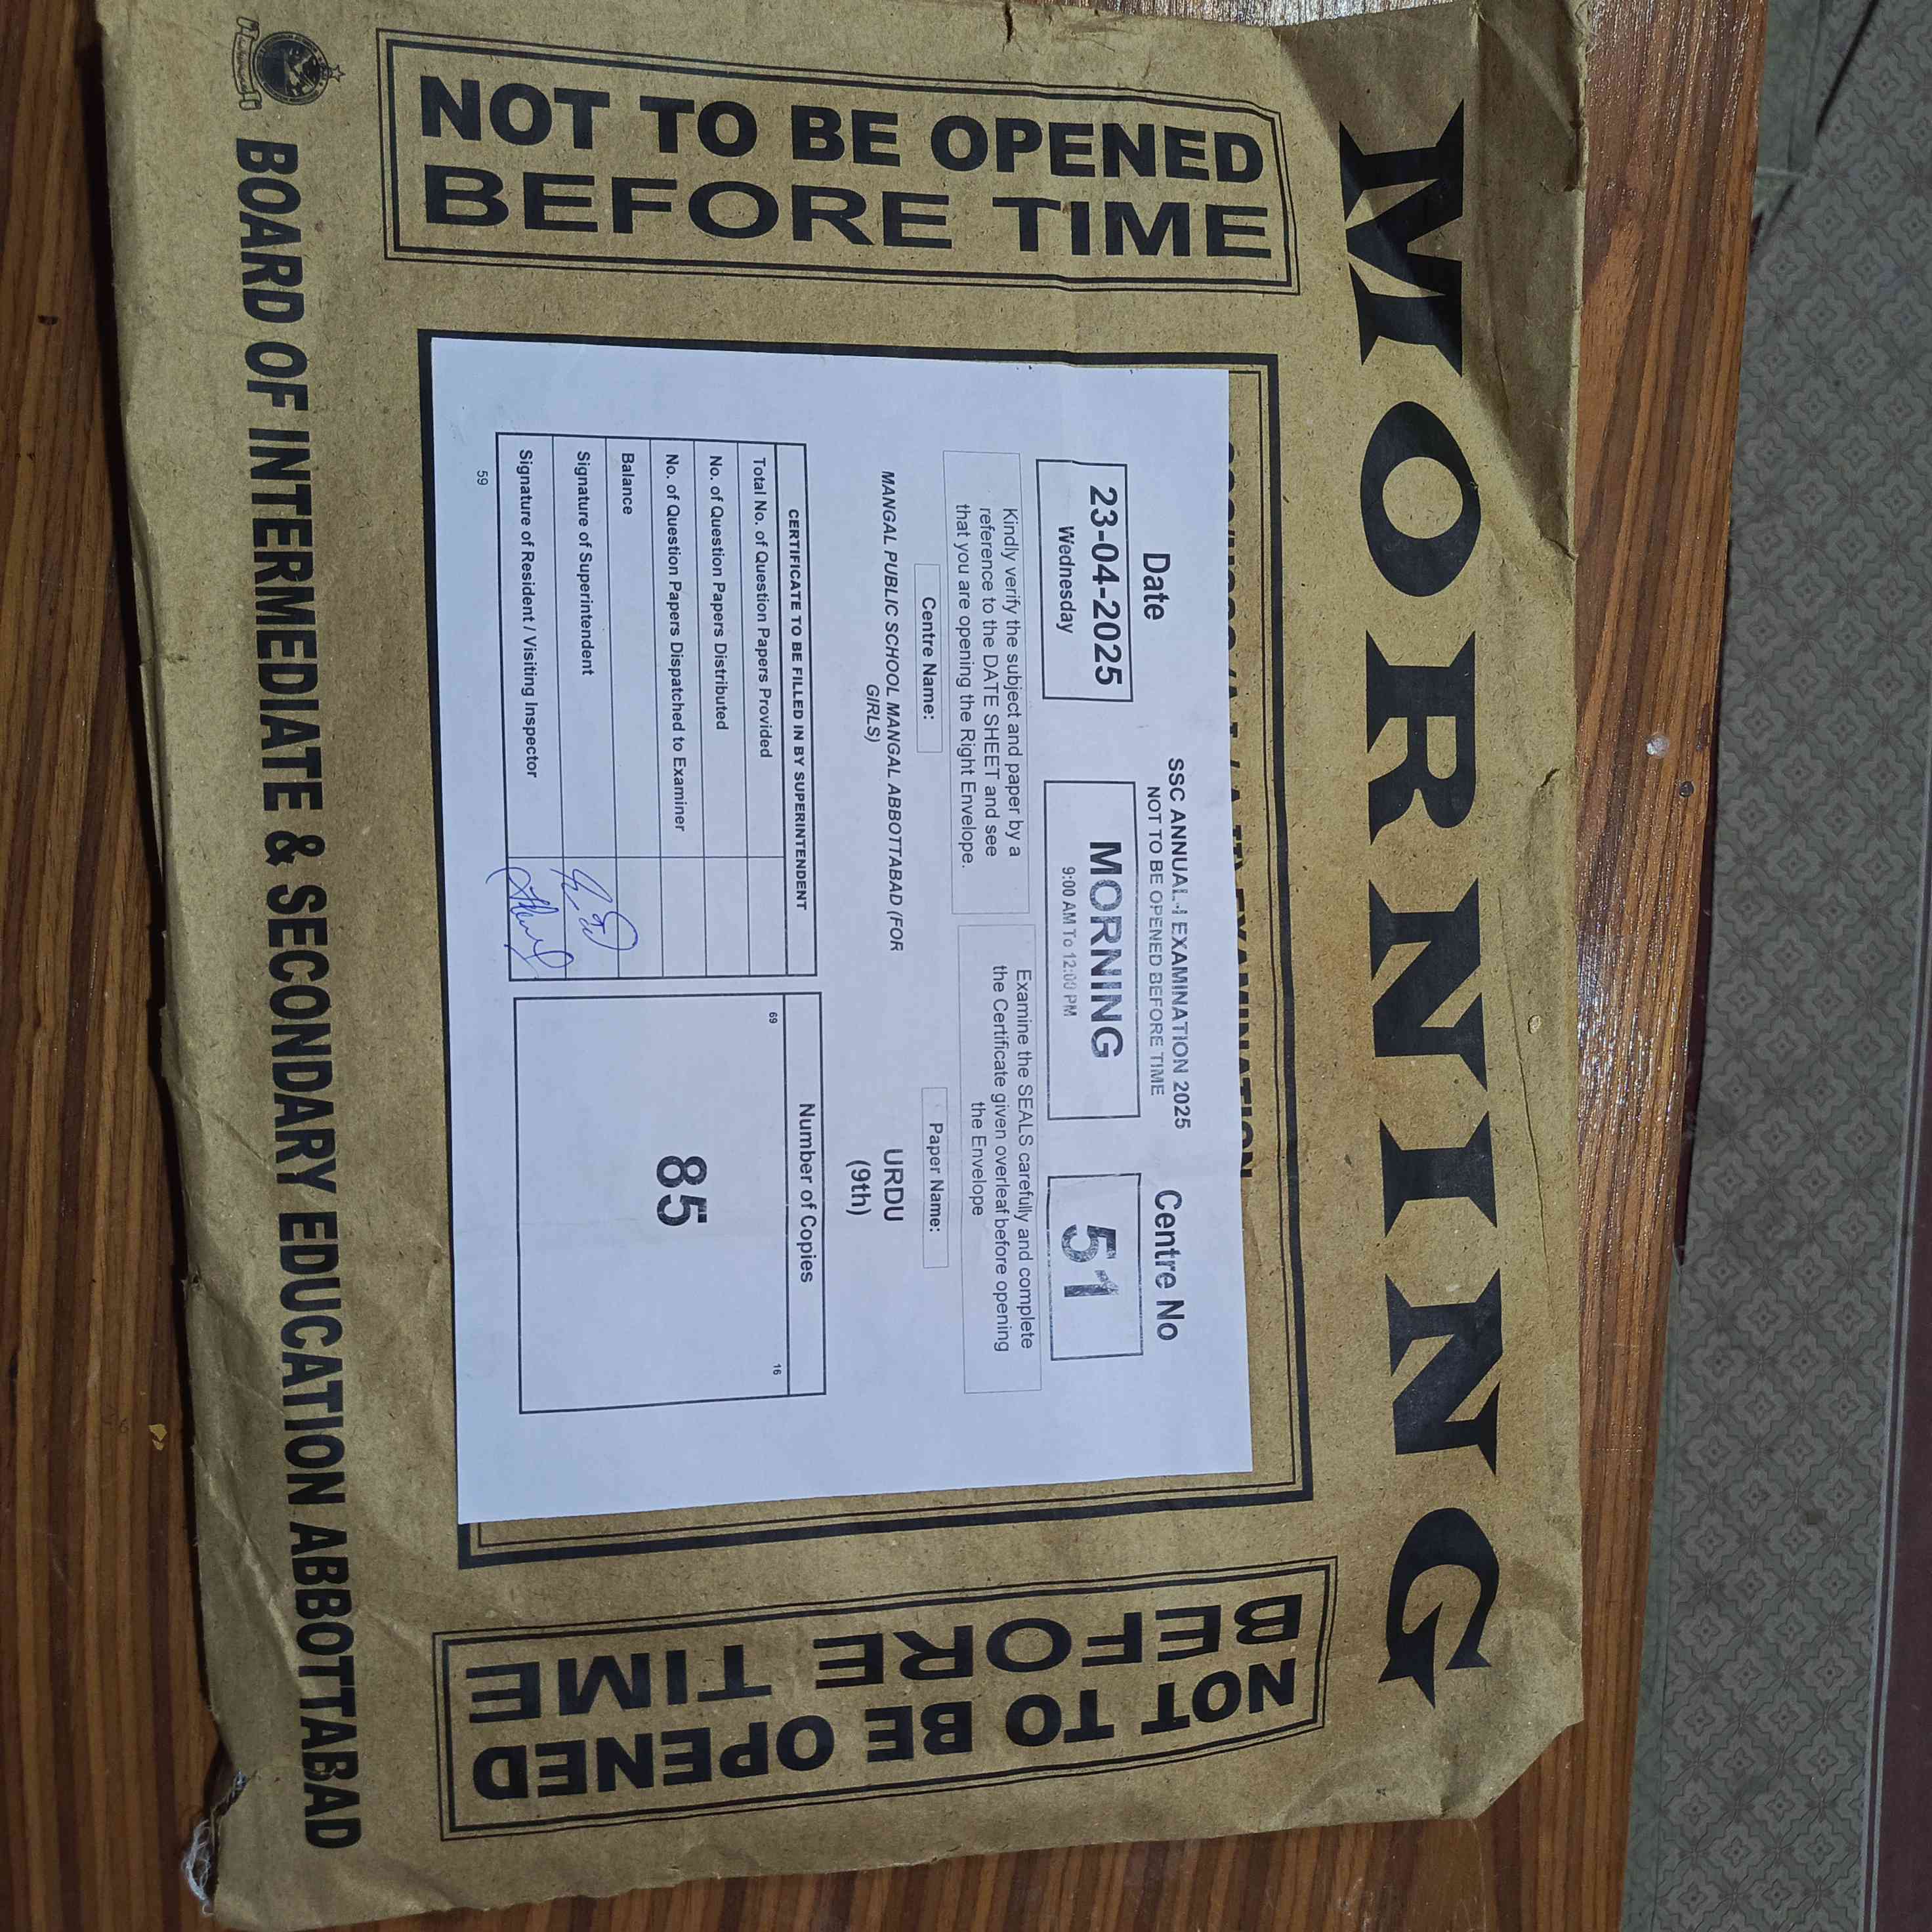 MORNING
NOT TO BE OPENED
BEFORE TIME
SSC ANNUAL-I EXAMINATION 2025
NOT TO BE OPENED BEFORE TIME
Date
Centre No
23-04-2025
Wednesday
MORNING
9:00 AM To 12:00 PM
51
Kindly verify the subject and paper by a
reference to the DATE SHEET and see
that you are opening the Right Envelope.
Examine the SEALS carefully and complete
the Certificate given overleaf before opening
the Envelope
Centre Name:
Paper Name:
MANGAL PUBLIC SCHOOL MANGAL ABBOTTABAD (FOR
GIRLS)
URDU
(9th)
CERTIFICATE TO BE FILLED IN BY SUPERINTENDENT
Total No. of Question Papers Provided
No. of Question Papers Distributed
No. of Question Papers Dispatched to Examiner
Balance
Signature of Superintendent
Signature of Resident / Visiting Inspector
Number of Copies
69
16
85
59
NOT TO BE OPENED
BEFORE TIME
BOARD OF INTERMEDIATE & SECONDARY EDUCATION ABBOTTABAD